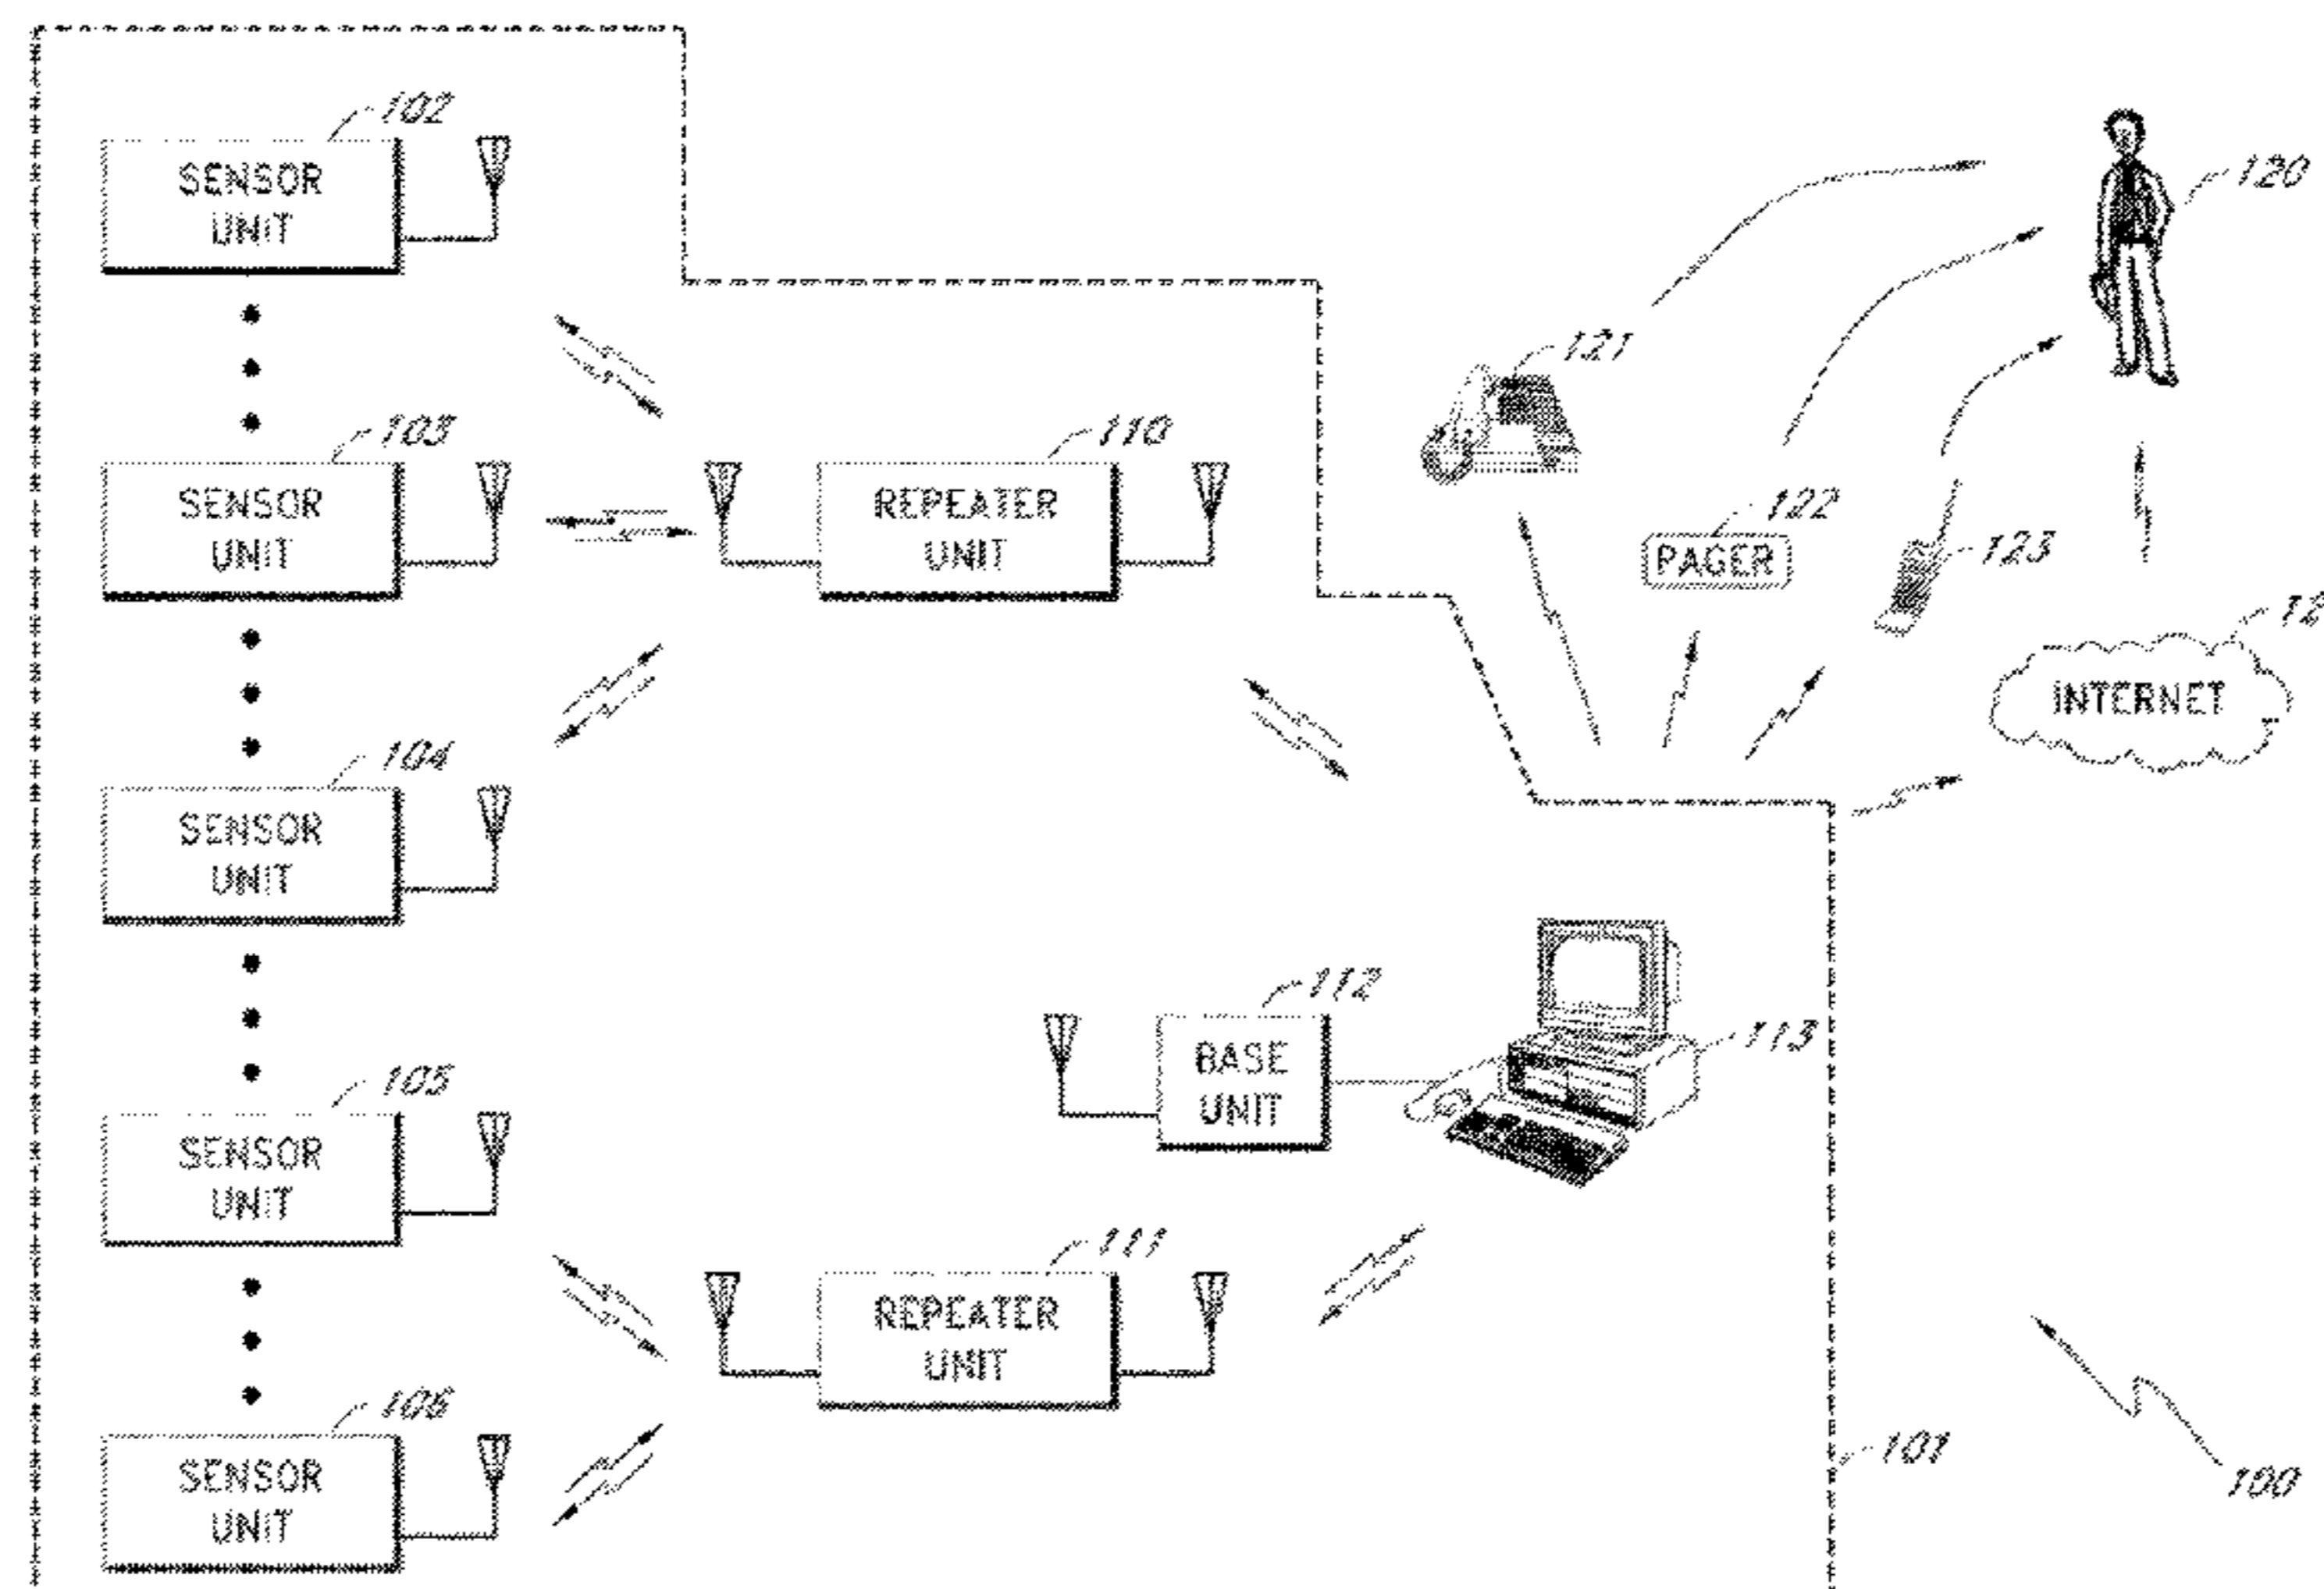 102
SENSOR
UNIT
120
121
103
SENSOR
UNIT
110
REPEATER
UNIT
122
PAGER
123
12
INTERNET
104
SENSOR
UNIT
112
BASE
UNIT
113
105
SENSOR
UNIT
111
REPEATER
UNIT
106
SENSOR
UNIT
101
100